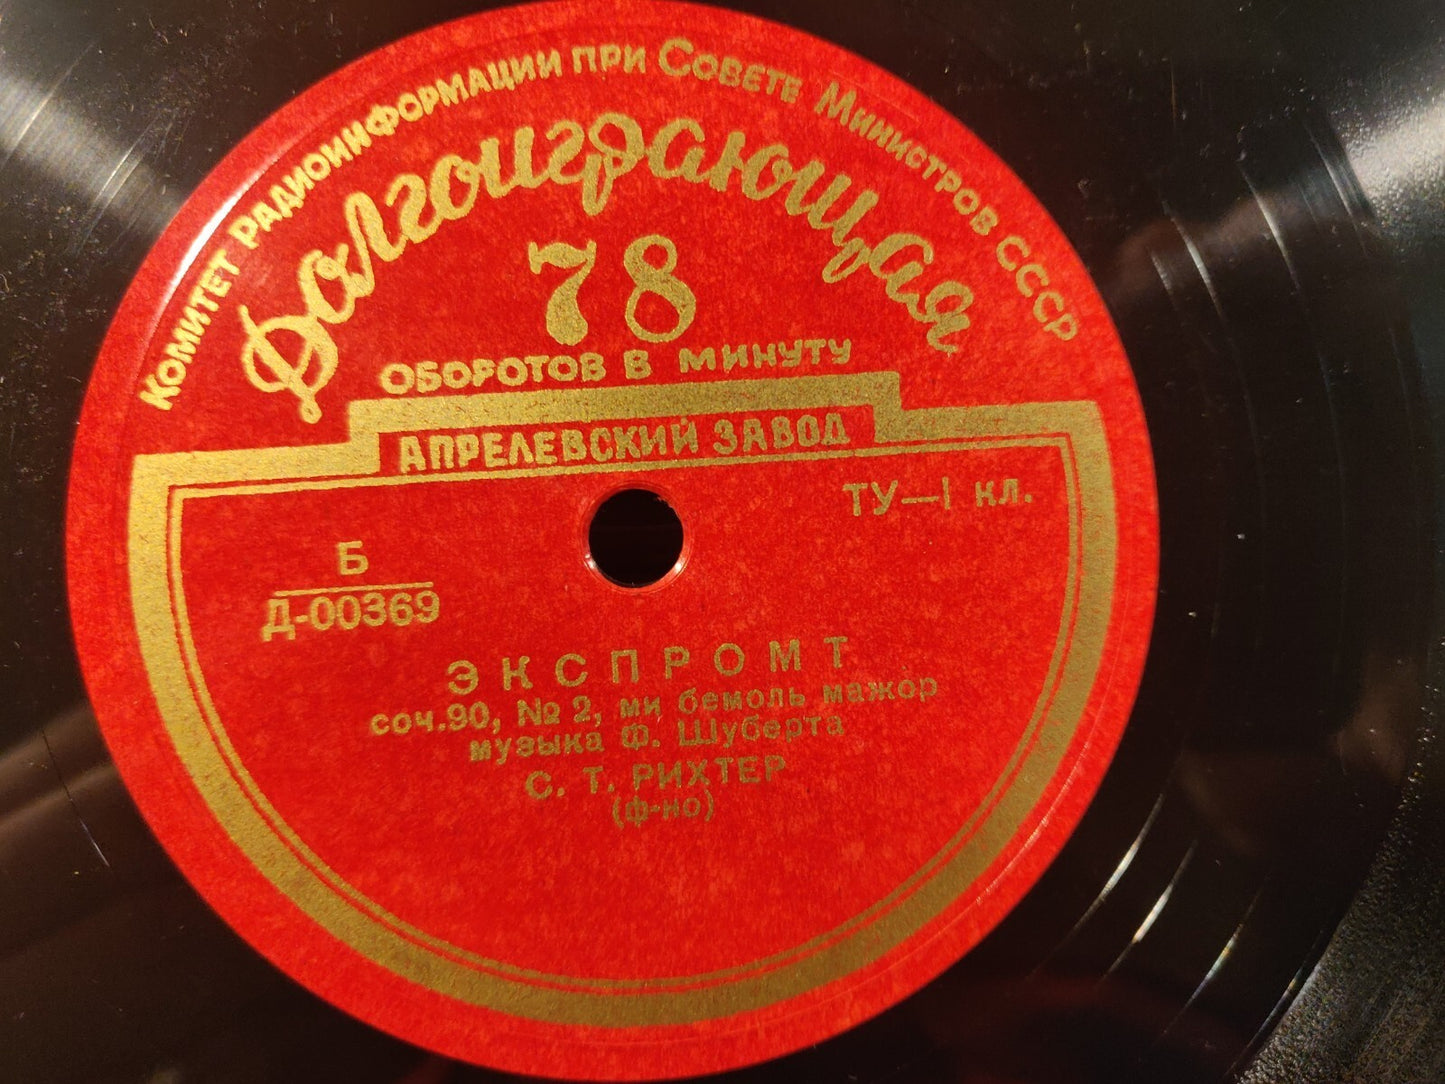 Комитет радиоинформации при Совете Министров СССР
Долгоиграющая
78
оборотов в минуту
АПРЕЛЕВСКИЙ ЗАВОД
ТУ—I кл.
Б
Д-00369
ЭКСПРОМТ
соч.90, № 2, ми бемоль мажор
музыка Ф. Шуберта
С. Т. РИХТЕР
(ф-но)